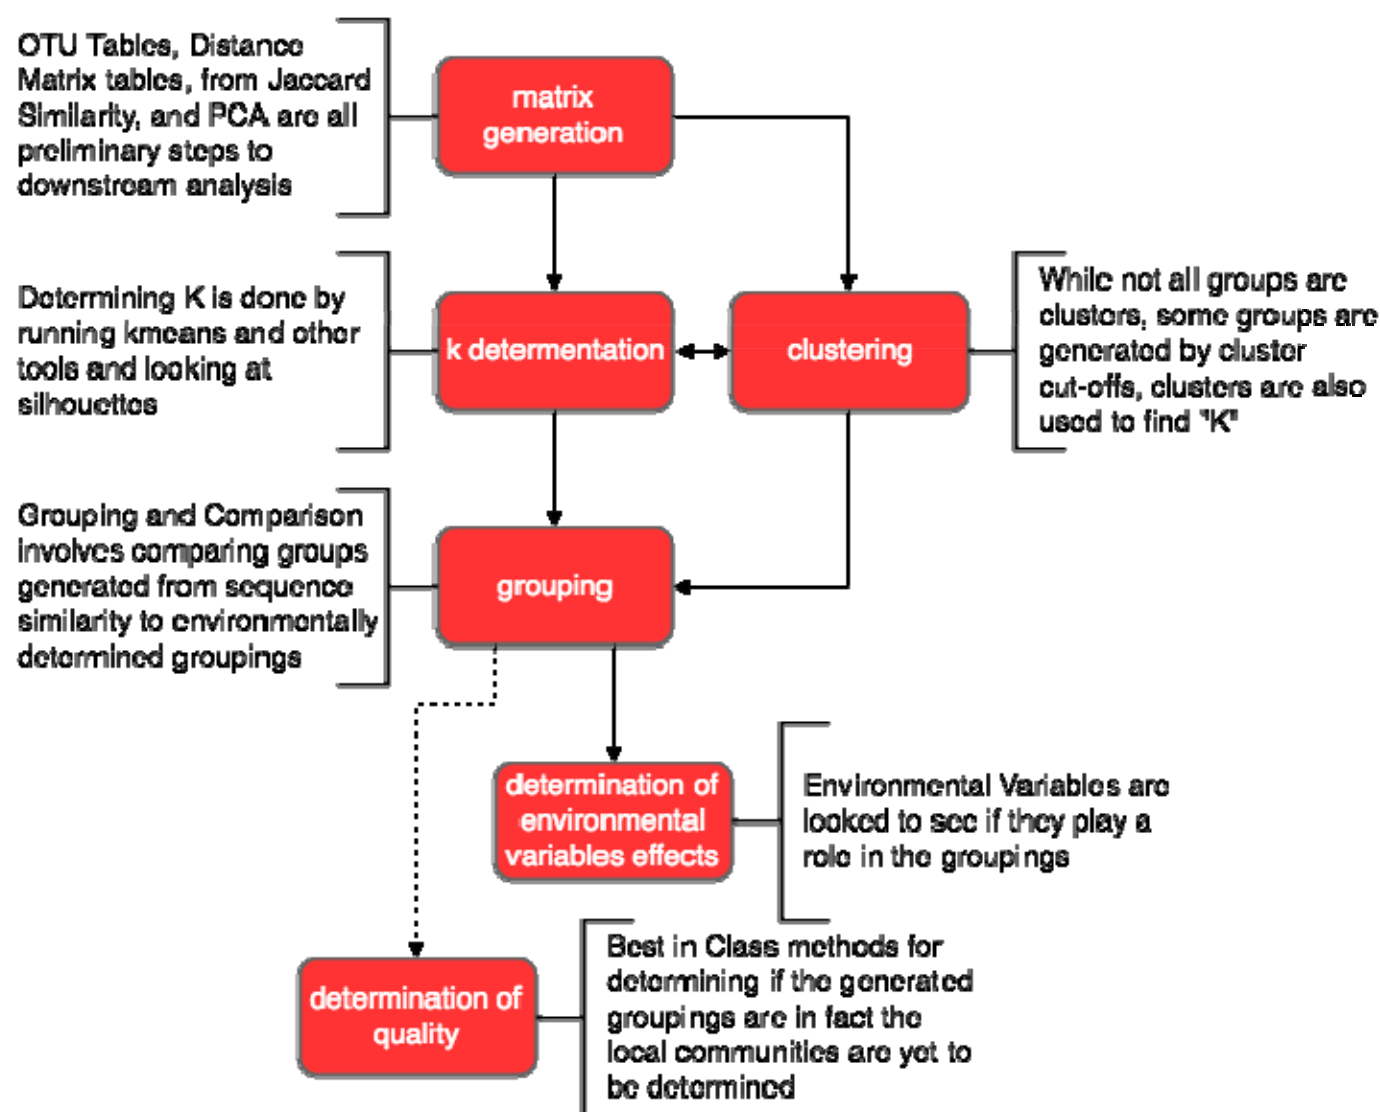 OTU Tables, Distance
Matrix tables, from Jaccard
Similarity, and PCA are all
preliminary steps to
downstream analysis
matrix
generation
Determining K is done by
running kmeans and other
tools and looking at
silhouettes
k determentation
clustering
While not all groups are
clusters, some groups are
generated by cluster
cut-offs, clusters are also
used to find "K"
Grouping and Comparison
involves comparing groups
generated from sequence
similarity to environmentally
determined groupings
grouping
determination of
environmental
variables effects
Environmental Variables are
looked to see if they play a
role in the groupings
determination of
quality
Best in Class methods for
determining if the generated
groupings are in fact the
local communities are yet to
be determined